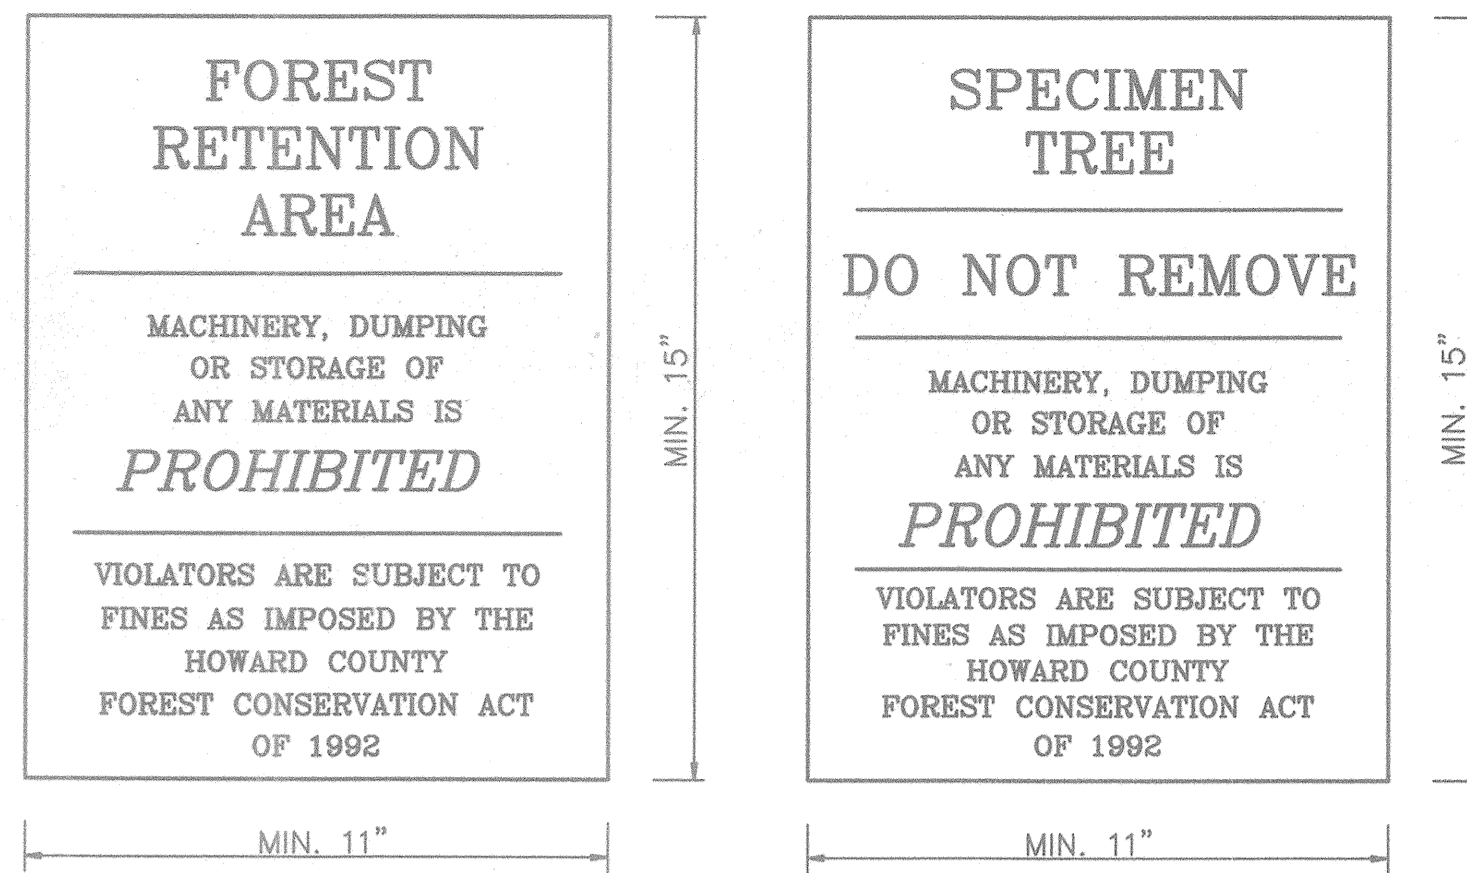 FOREST
RETENTION
AREA
MACHINERY, DUMPING
OR STORAGE OF
ANY MATERIALS IS
PROHIBITED
VIOLATORS ARE SUBJECT TO
FINES AS IMPOSED BY THE
HOWARD COUNTY
FOREST CONSERVATION ACT
OF 1992
MIN. 15”
MIN. 11”
SPECIMEN
TREE
DO NOT REMOVE
MACHINERY, DUMPING
OR STORAGE OF
ANY MATERIALS IS
PROHIBITED
VIOLATORS ARE SUBJECT TO
FINES AS IMPOSED BY THE
HOWARD COUNTY
FOREST CONSERVATION ACT
OF 1992
MIN. 15”
MIN. 11”